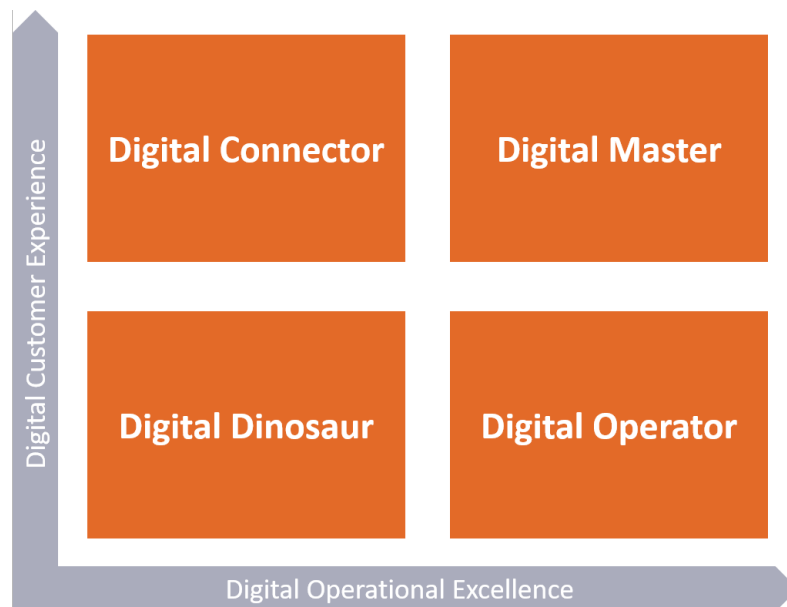 Digital Customer Experience
Digital Connector
Digital Master
Digital Dinosaur
Digital Operator
Digital Operational Excellence